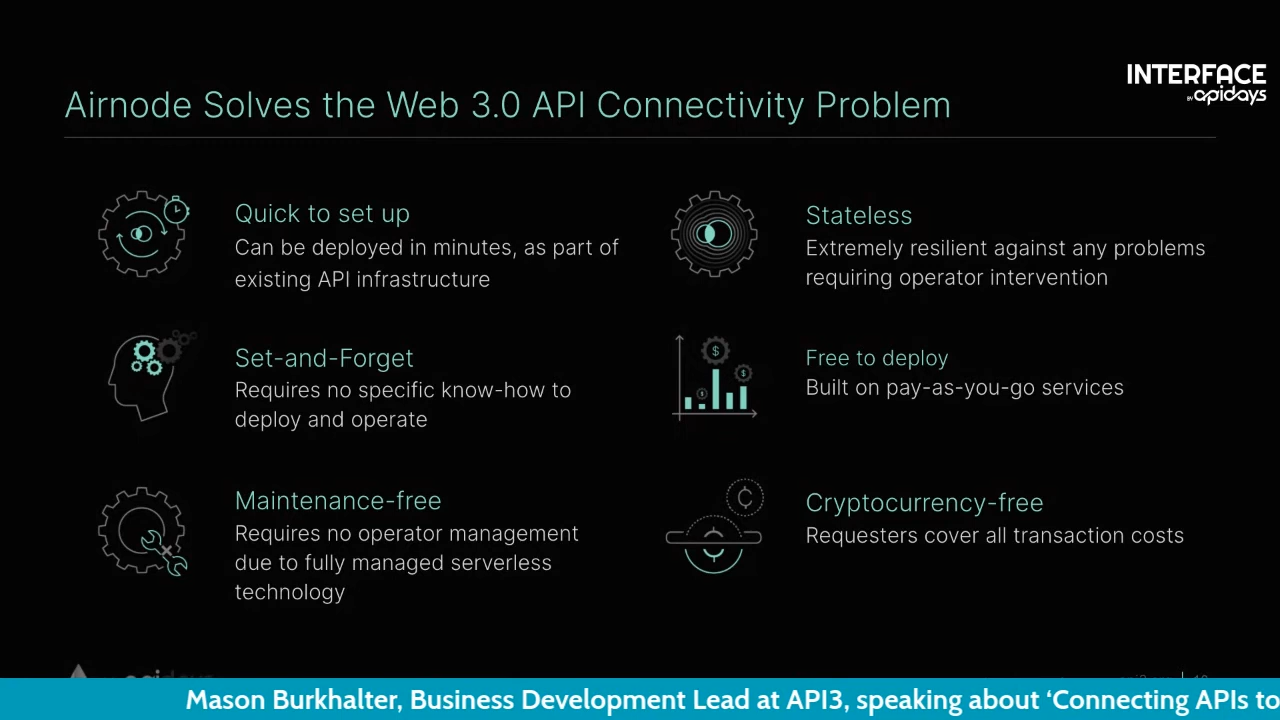 INTERFACE
BY apidays
Airnode Solves the Web 3.0 API Connectivity Problem
Quick to set up
Can be deployed in minutes, as part of
existing API infrastructure
Stateless
Extremely resilient against any problems
requiring operator intervention
Set-and-Forget
Requires no specific know-how to
deploy and operate
Free to deploy
Built on pay-as-you-go services
Maintenance-free
Requires no operator management
due to fully managed serverless
technology
Cryptocurrency-free
Requesters cover all transaction costs
Mason Burkhalter, Business Development Lead at API3, speaking about ‘Connecting APIs to